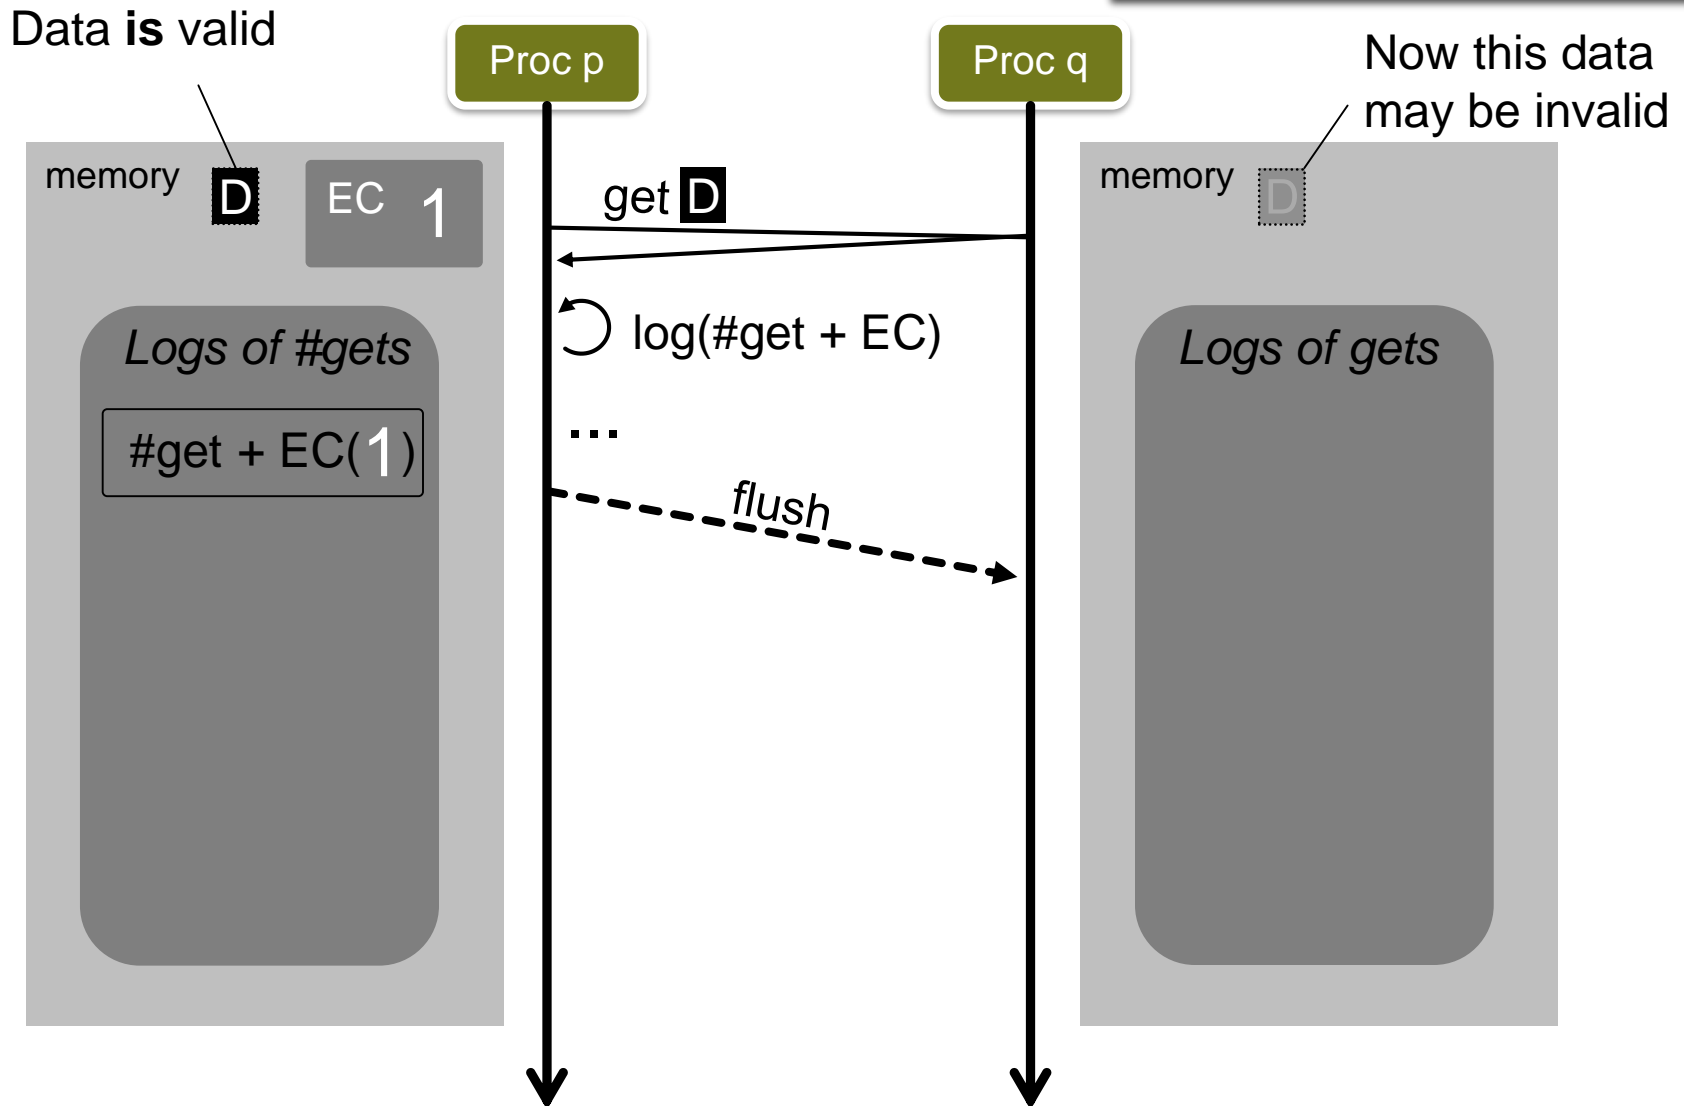 Data is valid
Proc p
Proc q
Now this data
may be invalid
memory
D
EC 1
get D
memory
D
Logs of #gets
log(#get + EC)
Logs of gets
#get + EC(1)
...
flush